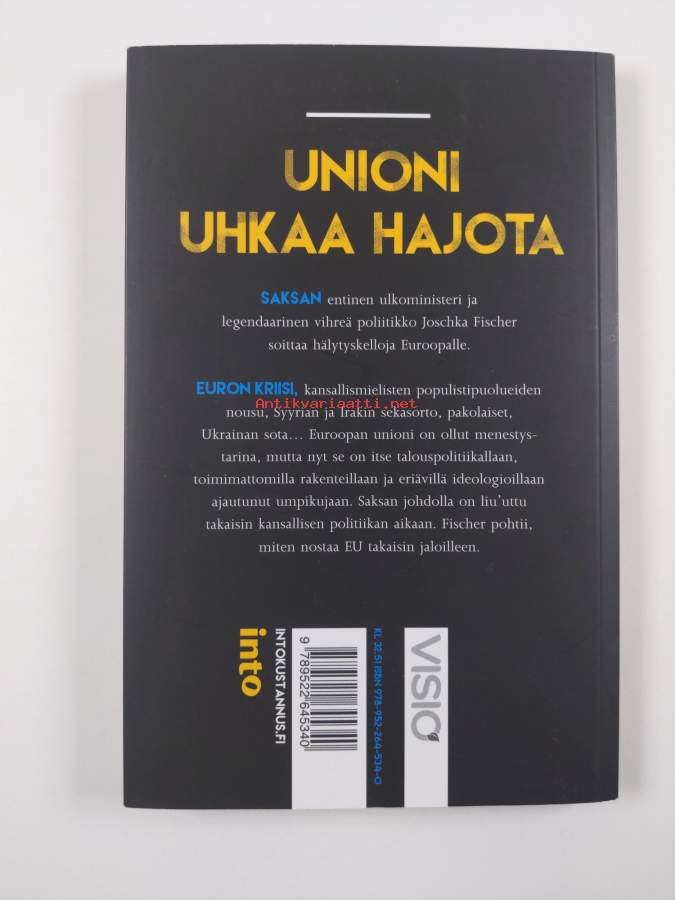 UNIONI
UHKAA HAJOTA
SAKSAN entinen ulkoministeri ja
legendaarinen vihreä poliitikko Joschka Fischer
soittaa hälytyskelloja Euroopalle.
EURON KRIISI, kansallismielisten populistipuolueiden
Antikvariaatti.net
nousu, Syyrian ja Irakin sekasorto, pakolaiset,
Ukrainan sota... Euroopan unioni on ollut menestys-
tarina, mutta nyt se on itse talouspolitiikallaan,
toimimattomilla rakenteillaan ja eriävillä ideologioillaan
ajautunut umpikujaan. Saksan johdolla on liu'uttu
takaisin kansallisen politiikan aikaan. Fischer pohtii,
miten nostaa EU takaisin jaloilleen.
into
INTOKUSTANNUS.FI
9 789522 645340
KL 32.51 ISBN 978-952-264-534-0
VISIO